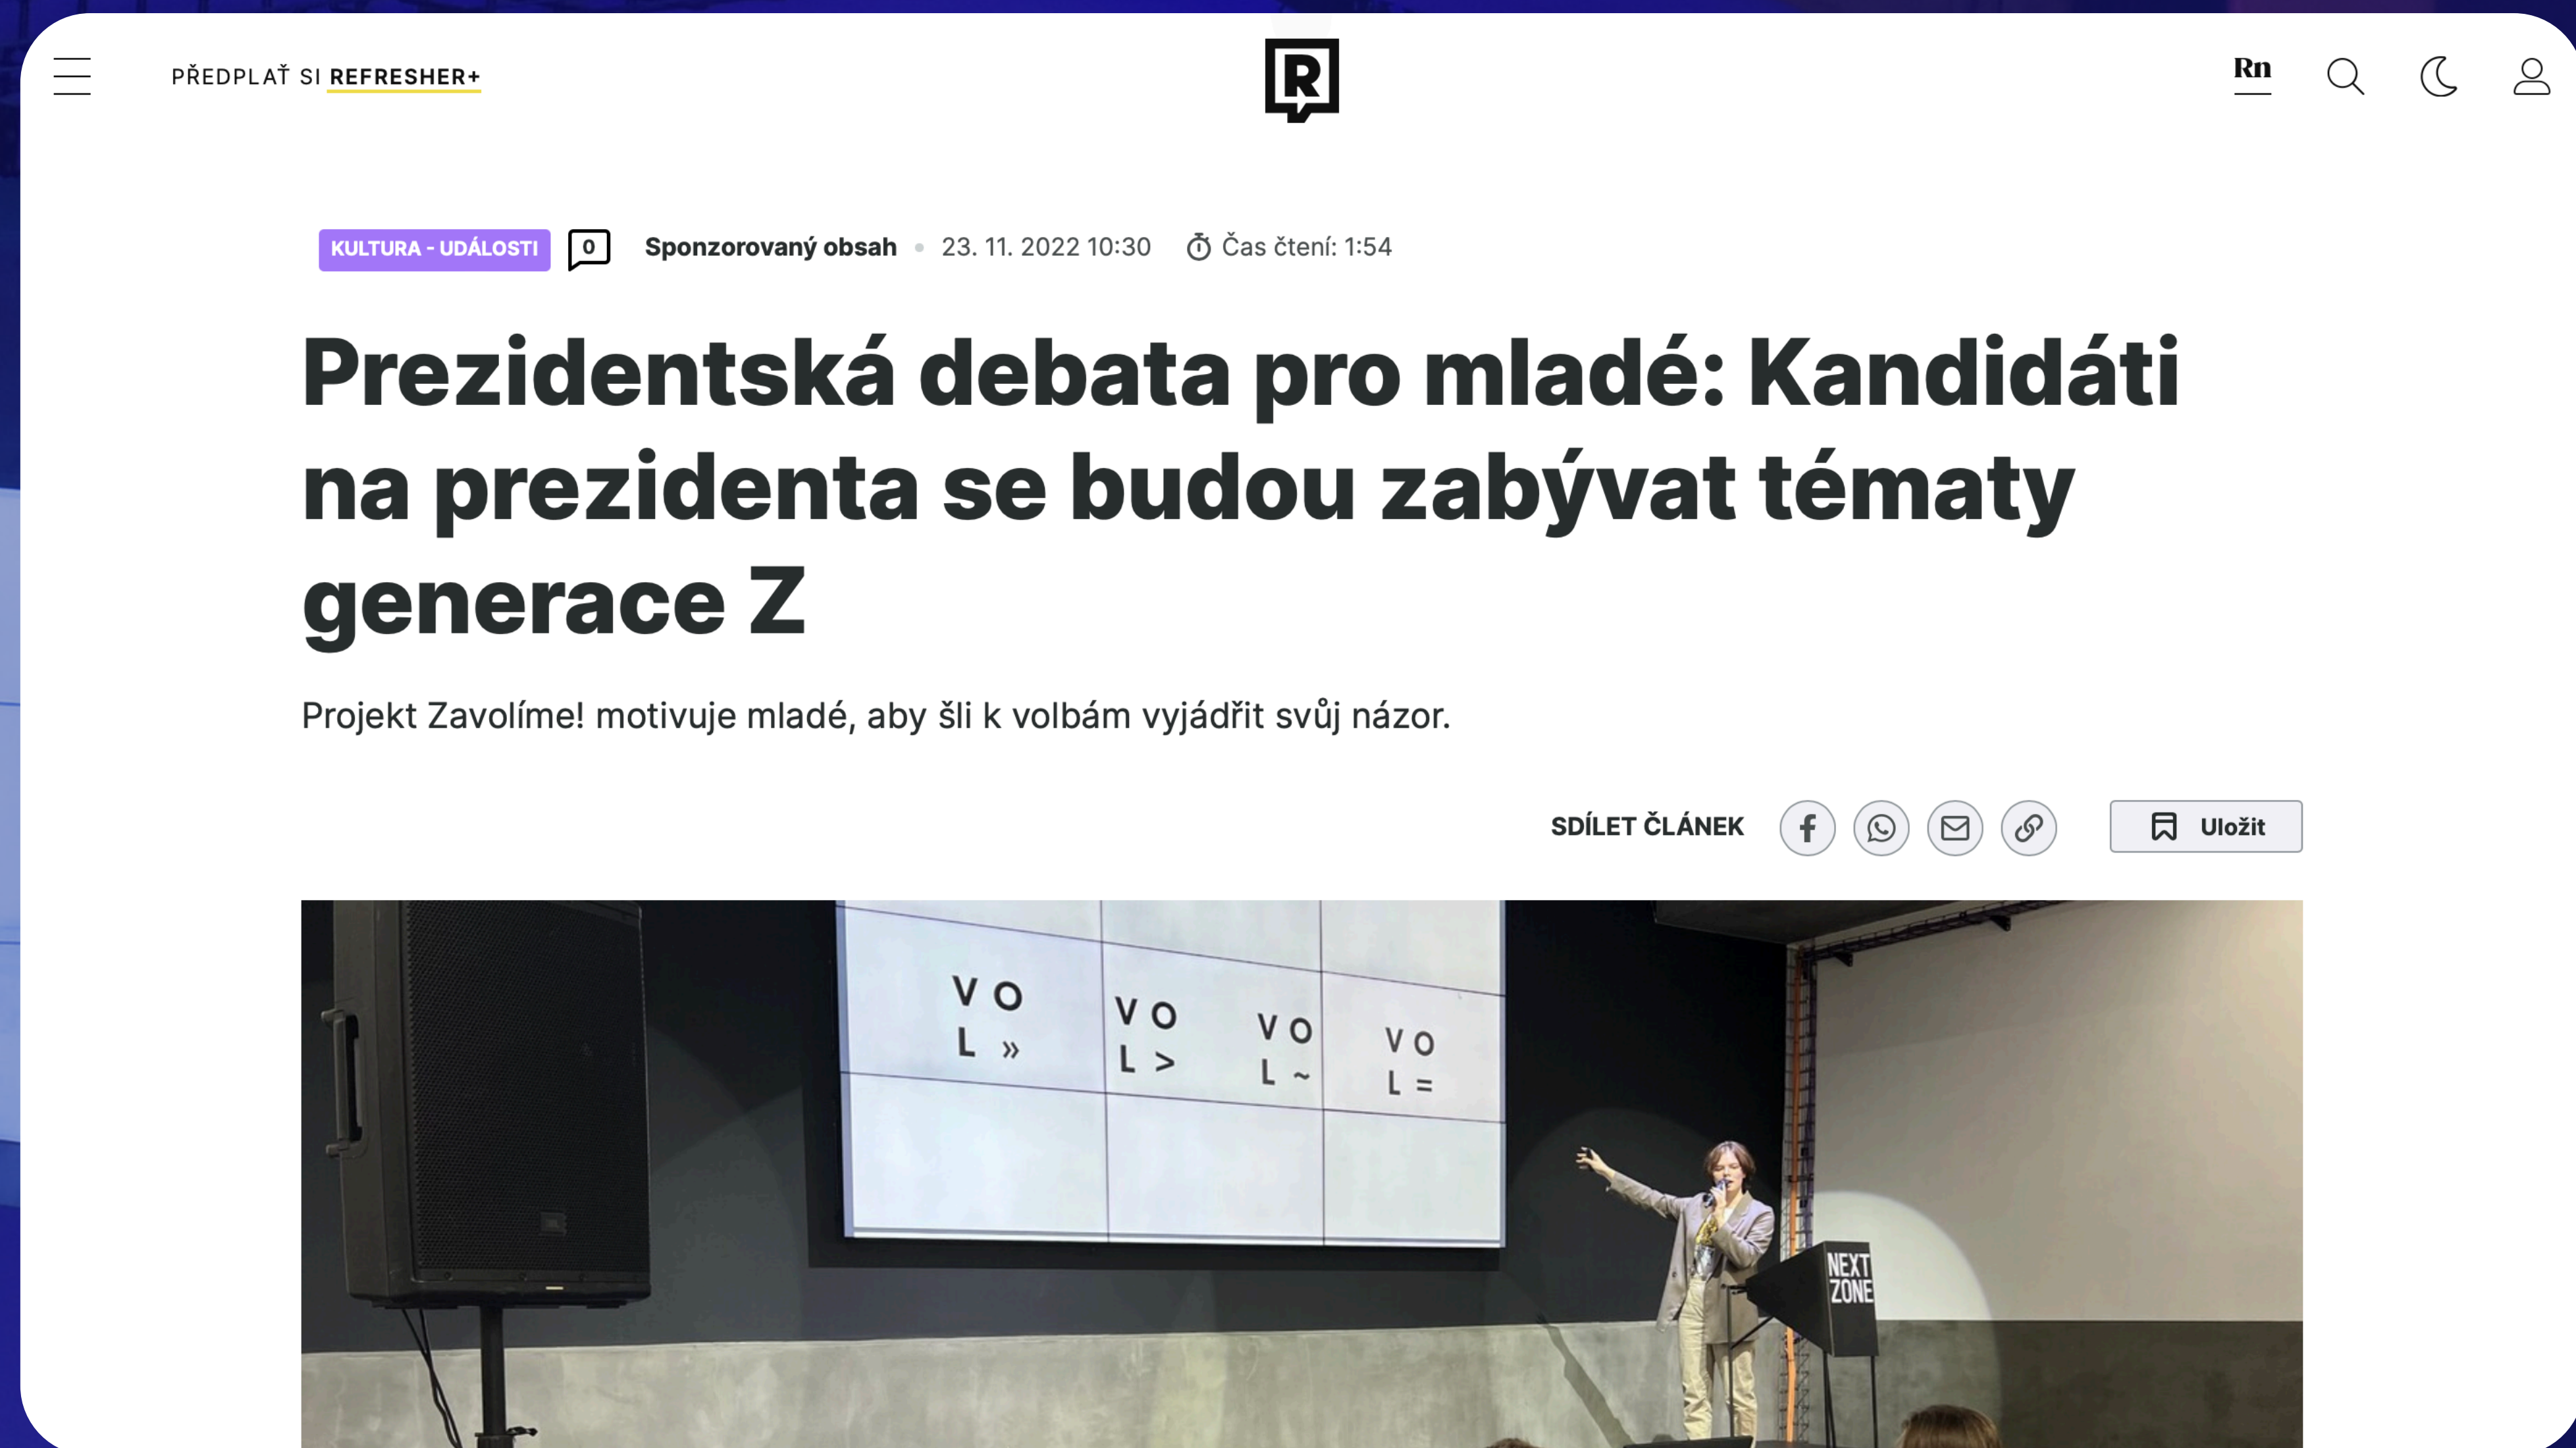 PŘEDPLAŤ SI REFRESHER+
R
Rn
KULTURA - UDÁLOSTI
0
Sponzorovaný obsah • 23. 11. 2022 10:30
Čas čtení: 1:54
Prezidentská debata pro mladé: Kandidáti
na prezidenta se budou zabývat tématy
generace Z
Projekt Zavolíme! motivuje mladé, aby šli k volbám vyjádřit svůj názor.
SDÍLET ČLÁNEK
Uložit
V O
L »
V O
L >
V O
L ~
V O
L =
NEXT
ZONE